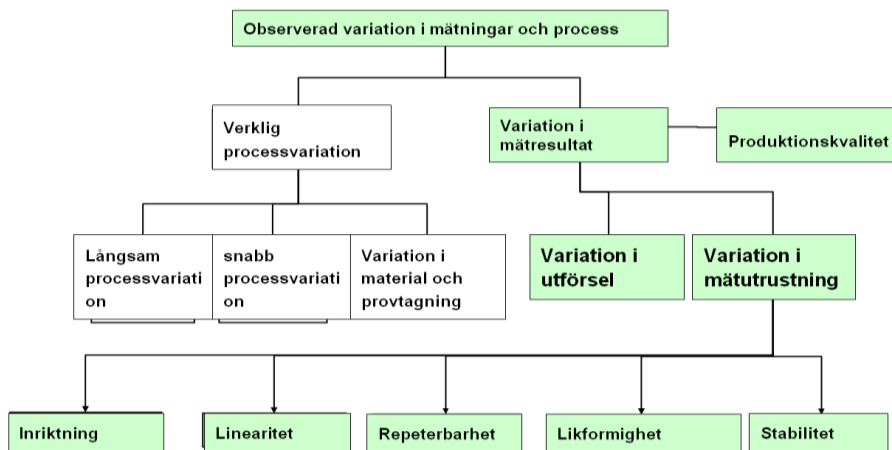 Observerad variation i mätningar och process
Verklig
processvariation
Variation i
mätresultat
Produktionskvalitet
Långsam
processvariati
on
snabb
processvariati
on
Variation i
material och
provtagning
Variation i
utförsel
Variation i
mätutrustning
Inriktning
Linearitet
Repeterbarhet
Likformighet
Stabilitet